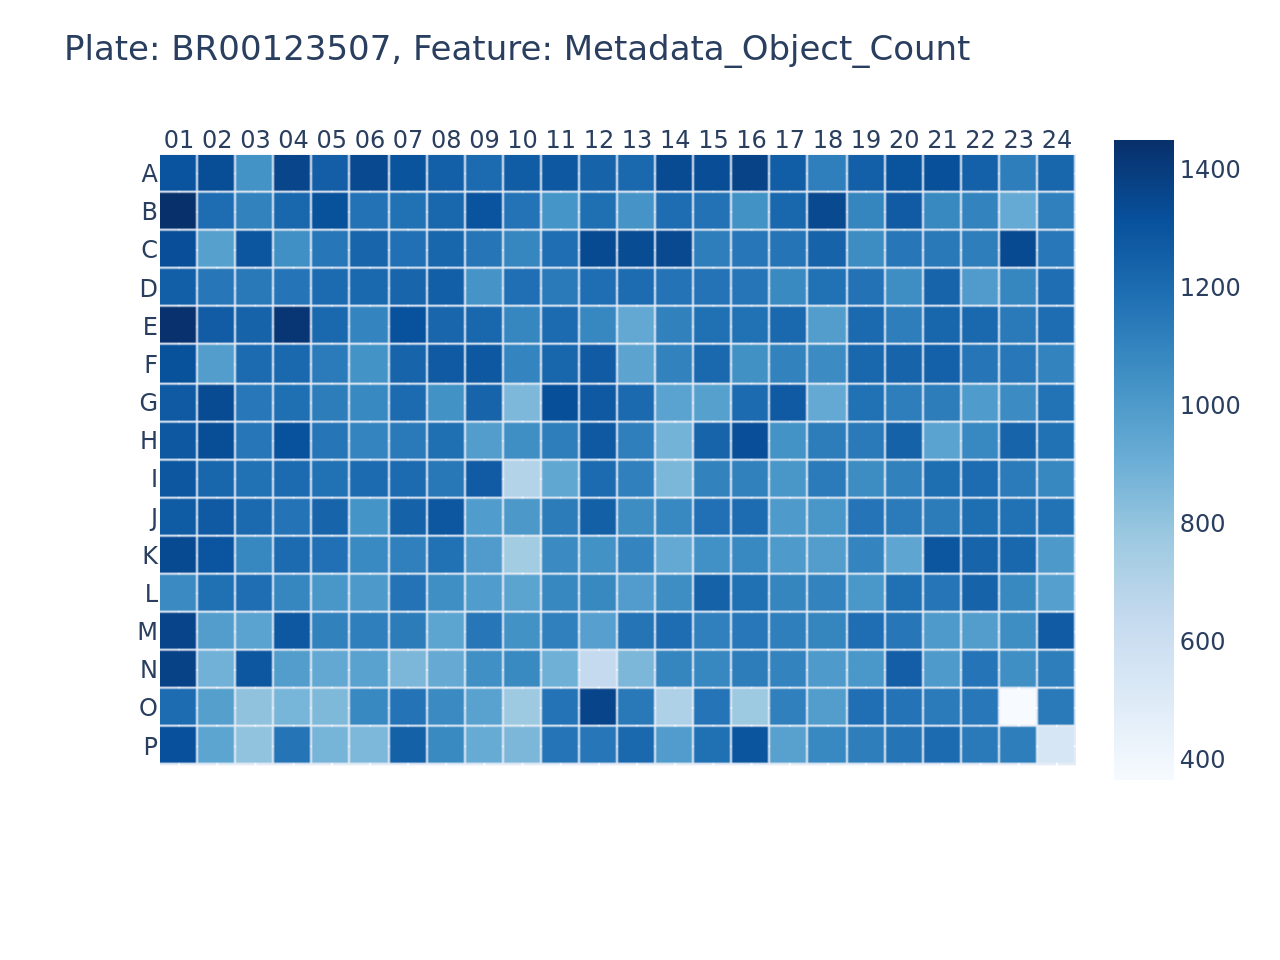 Plate: BR00123507, Feature: Metadata_Object_Count
01 02 03 04 05 06 07 08 09 10 11 12 13 14 15 16 17 18 19 20 21 22 23 24
A
B
C
D
E
F
G
H
I
J
K
L
M
N
O
P
1400
1200
1000
800
600
400